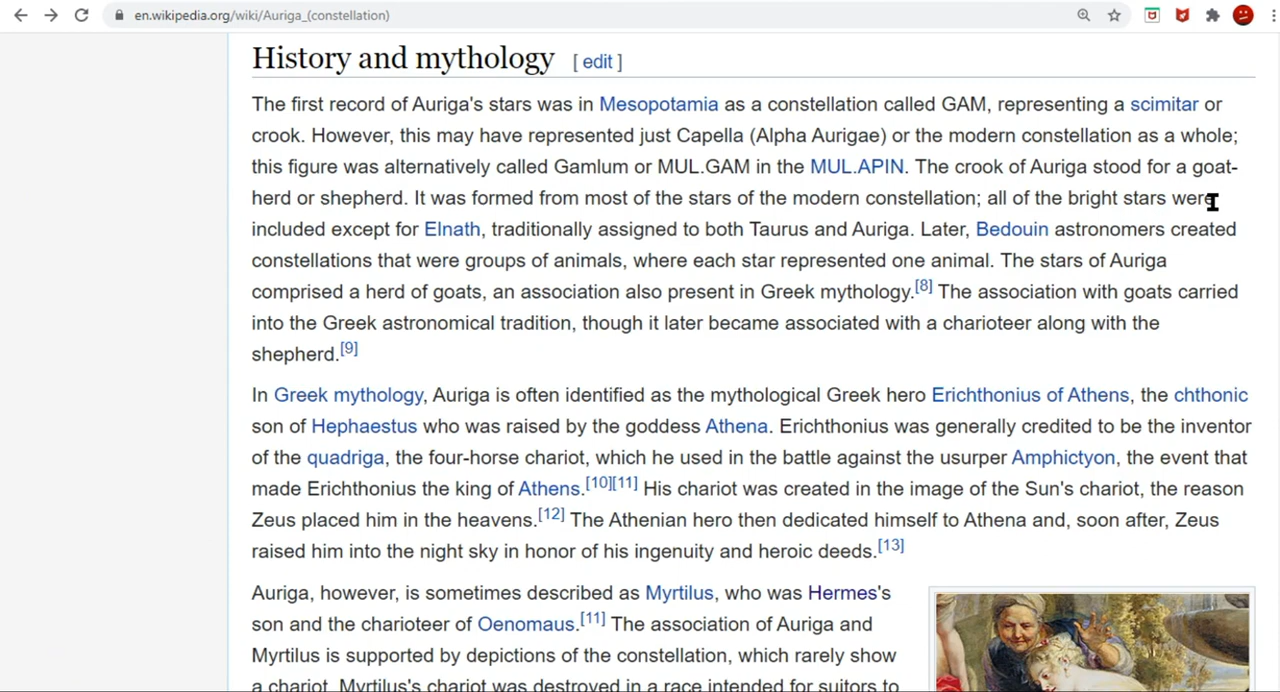 en.wikipedia.org/wiki/Auriga_(constellation)
History and mythology [ edit ]
The first record of Auriga's stars was in Mesopotamia as a constellation called GAM, representing a scimitar or
crook. However, this may have represented just Capella (Alpha Aurigae) or the modern constellation as a whole;
this figure was alternatively called Gamlum or MUL.GAM in the MUL.APIN. The crook of Auriga stood for a goat-
herd or shepherd. It was formed from most of the stars of the modern constellation; all of the bright stars were
included except for Elnath, traditionally assigned to both Taurus and Auriga. Later, Bedouin astronomers created
constellations that were groups of animals, where each star represented one animal. The stars of Auriga
comprised a herd of goats, an association also present in Greek mythology.[8] The association with goats carried
into the Greek astronomical tradition, though it later became associated with a charioteer along with the
shepherd.[9]
In Greek mythology, Auriga is often identified as the mythological Greek hero Erichthonius of Athens, the chthonic
son of Hephaestus who was raised by the goddess Athena. Erichthonius was generally credited to be the inventor
of the quadriga, the four-horse chariot, which he used in the battle against the usurper Amphictyon, the event that
made Erichthonius the king of Athens.[10][11] His chariot was created in the image of the Sun's chariot, the reason
Zeus placed him in the heavens.[12] The Athenian hero then dedicated himself to Athena and, soon after, Zeus
raised him into the night sky in honor of his ingenuity and heroic deeds.[13]
Auriga, however, is sometimes described as Myrtilus, who was Hermes's
son and the charioteer of Oenomaus.[11] The association of Auriga and
Myrtilus is supported by depictions of the constellation, which rarely show
a chariot. Myrtilus's chariot was destroyed in a race intended for suitors to